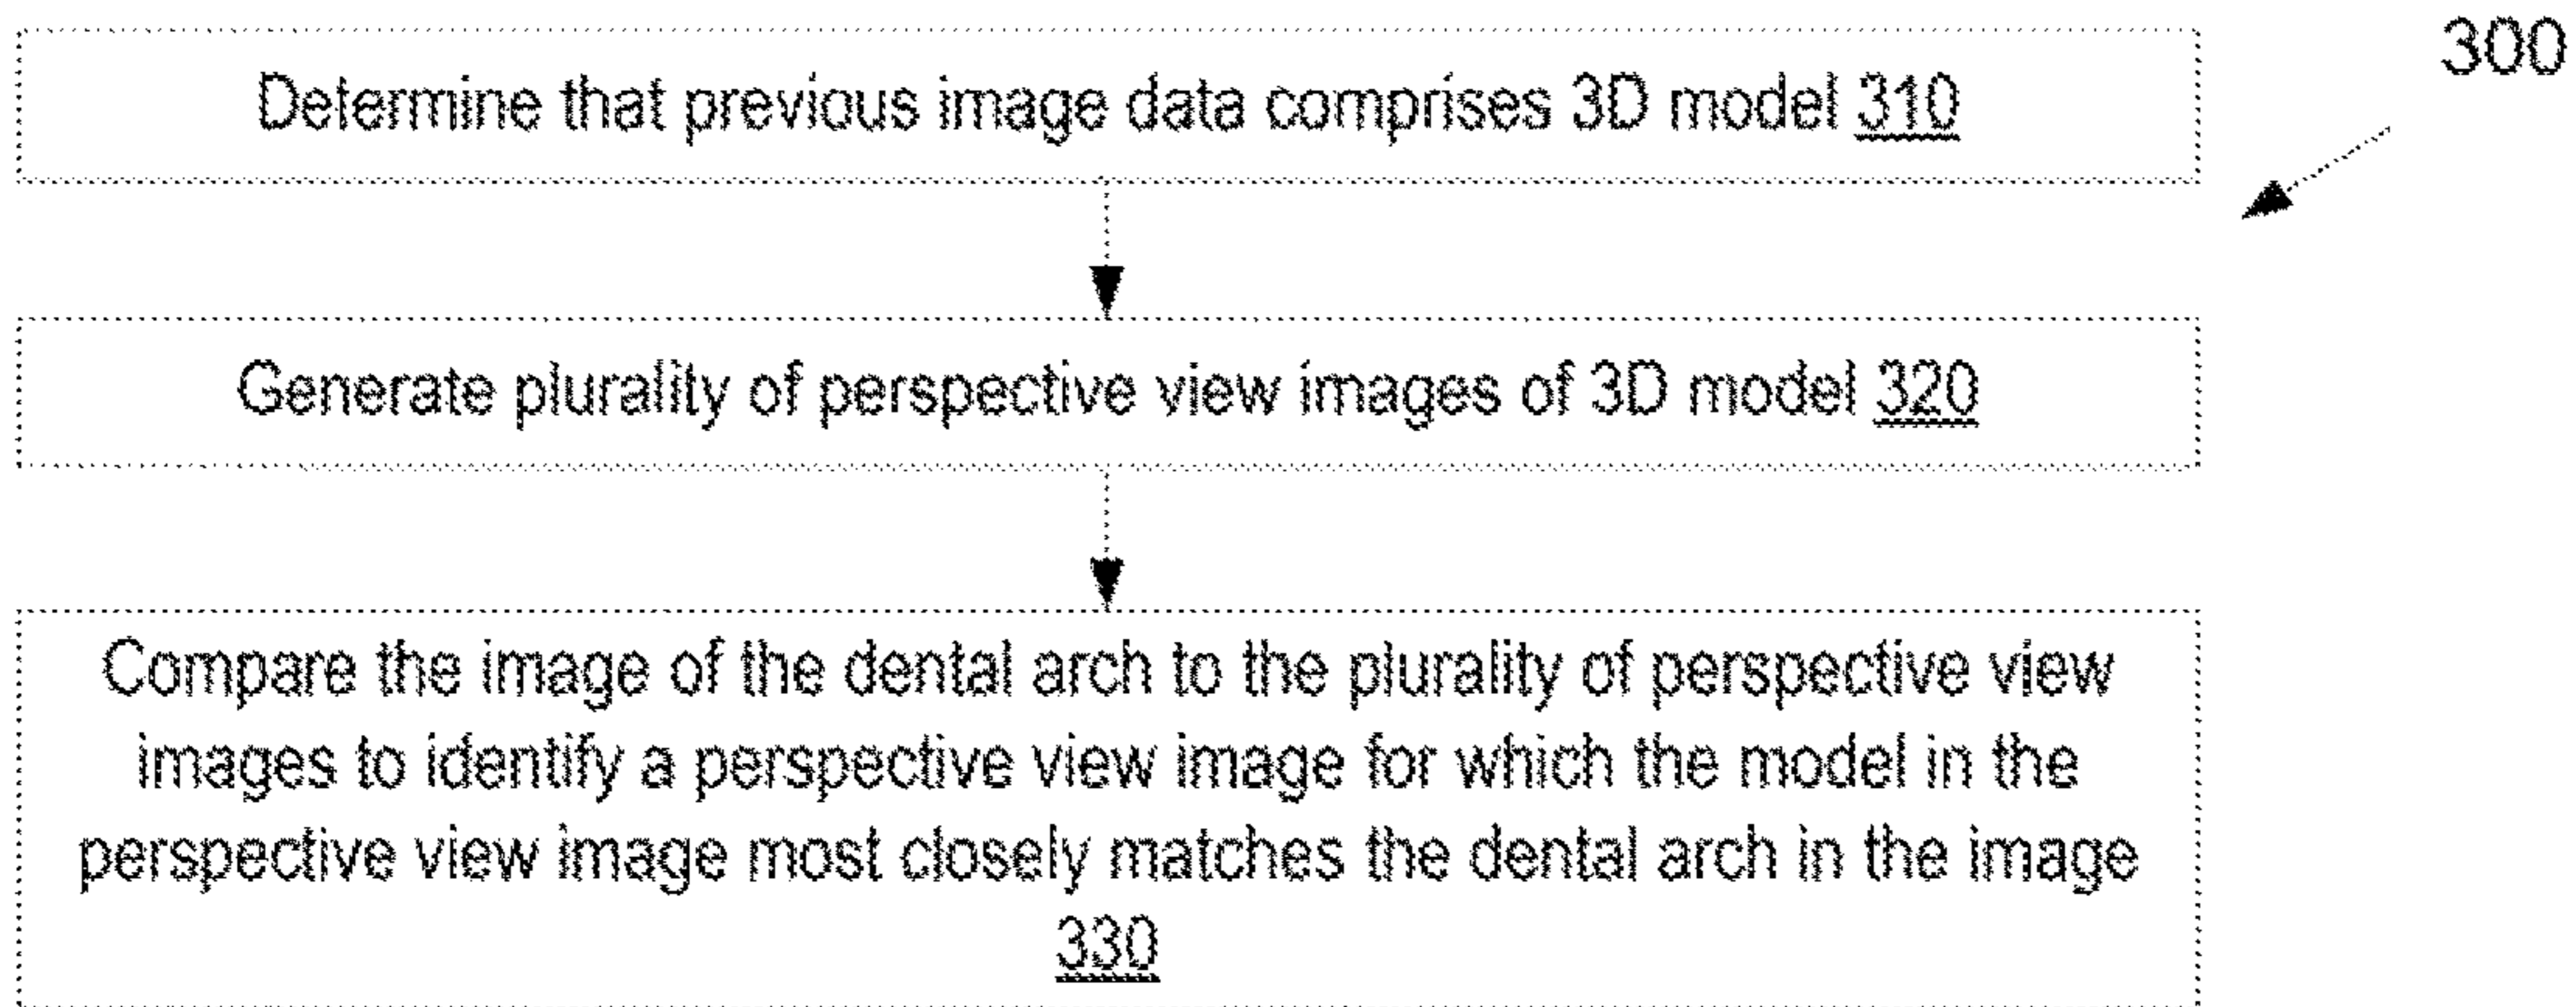 300
Determine that previous image data comprises 3D model 310
Generate plurality of perspective view images of 3D model 320
Compare the image of the dental arch to the plurality of perspective view
images to identify a perspective view image for which the model in the
perspective view image most closely matches the dental arch in the image
330